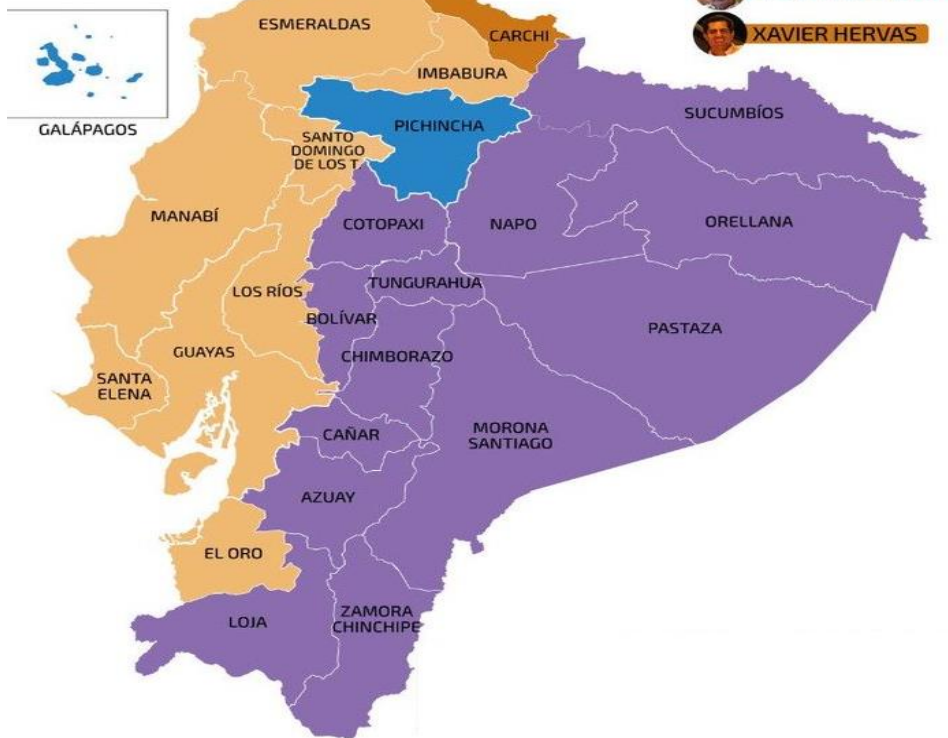 XAVIER HERVAS
ESMERALDAS
CARCHI
IMBABURA
GALÁPAGOS
PICHINCHA
SUCUMBÍOS
SANTO
DOMINGO
DE LOS T.
MANABÍ
COTOPAXI
NAPO
ORELLANA
LOS RÍOS
TUNGURAHUA
BOLÍVAR
PASTAZA
GUAYAS
CHIMBORAZO
SANTA
ELENA
CAÑAR
MORONA
SANTIAGO
AZUAY
EL ORO
LOJA
ZAMORA
CHINCHIPE